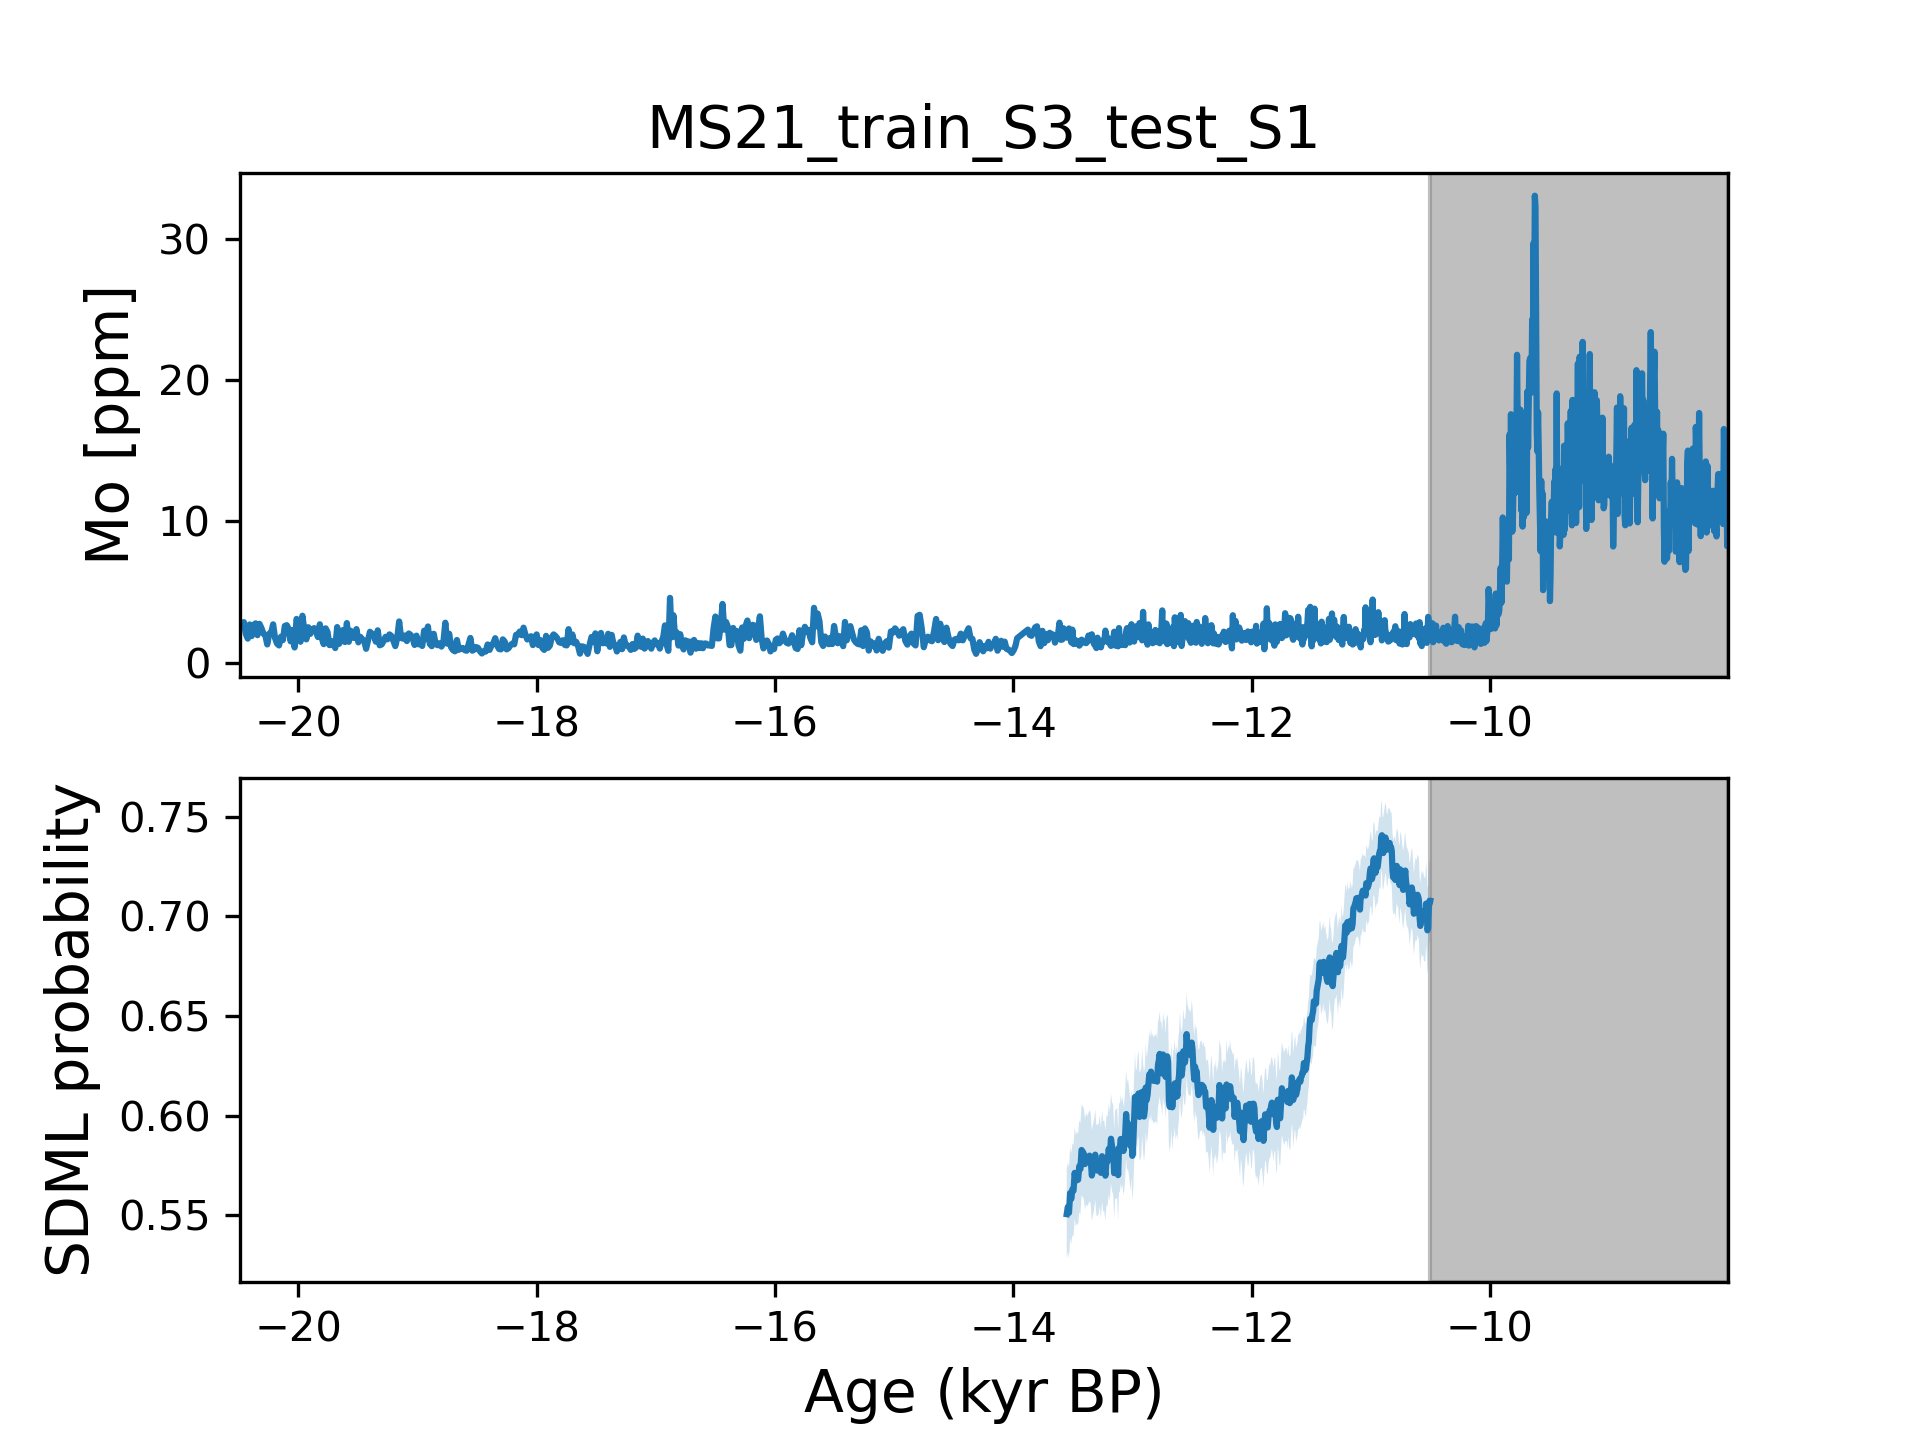 MS21_train_S3_test_S1
Mo [ppm]
30
20
10
0
−20 −18 −16 −14 −12 −10
SDML probability
0.75
0.70
0.65
0.60
0.55
−20 −18 −16 −14 −12 −10
Age (kyr BP)